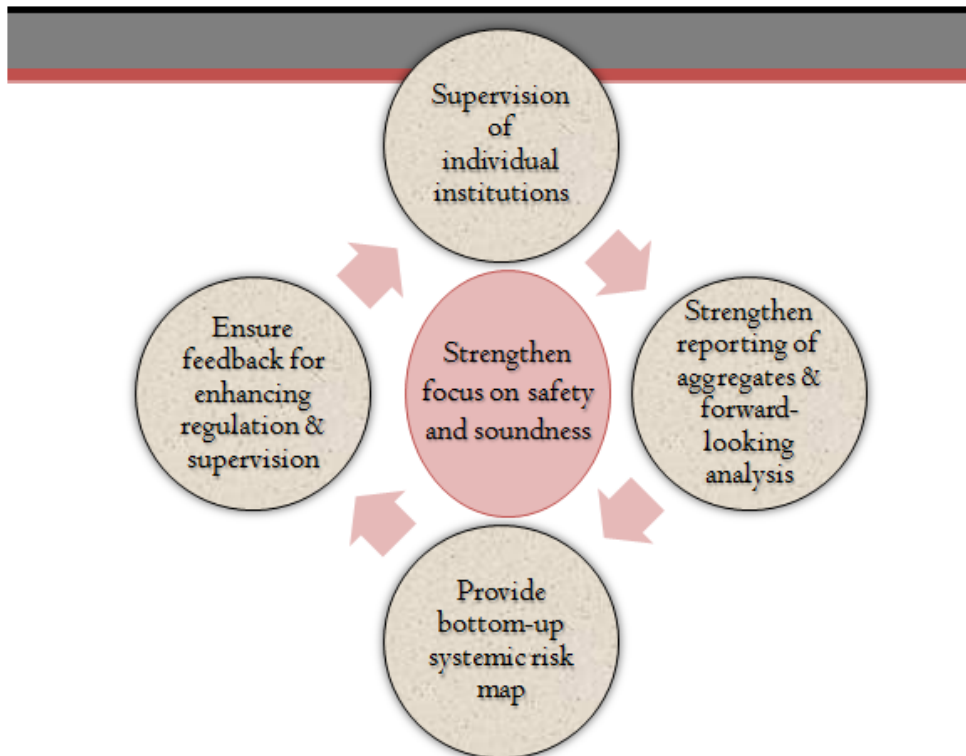 Supervision
of
individual
institutions
Strengthen
reporting of
aggregates &
forward-
looking
analysis
Provide
bottom-up
systemic risk
map
Ensure
feedback for
enhancing
regulation &
supervision
Strengthen
focus on safety
and soundness